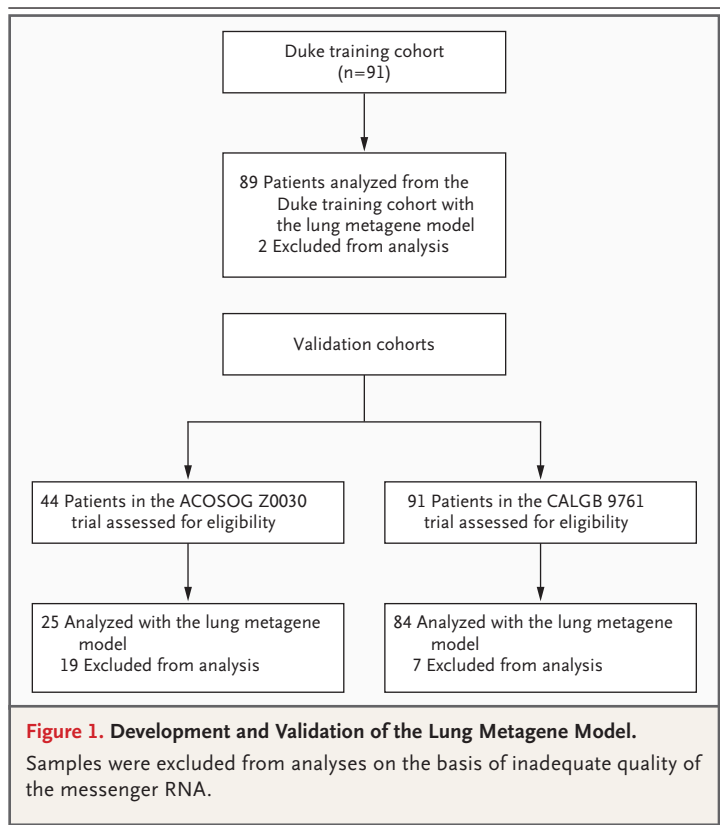 Duke training cohort
(n=91)
89 Patients analyzed from the
Duke training cohort with
the lung metagene model
2 Excluded from analysis
Validation cohorts
44 Patients in the ACOSOG Z0030
trial assessed for eligibility
91 Patients in the CALGB 9761
trial assessed for eligibility
25 Analyzed with the lung metagene
model
19 Excluded from analysis
84 Analyzed with the lung metagene
model
7 Excluded from analysis
Figure 1. Development and Validation of the Lung Metagene Model.
Samples were excluded from analyses on the basis of inadequate quality of
the messenger RNA.